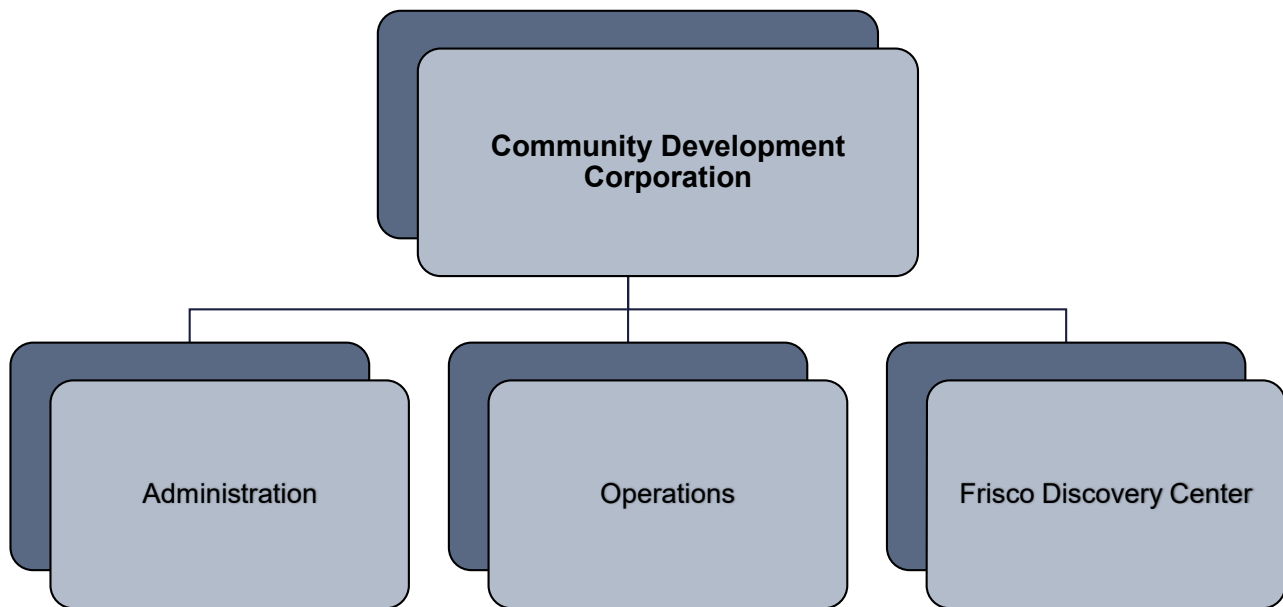 Community Development
Corporation
Administration
Operations
Frisco Discovery Center